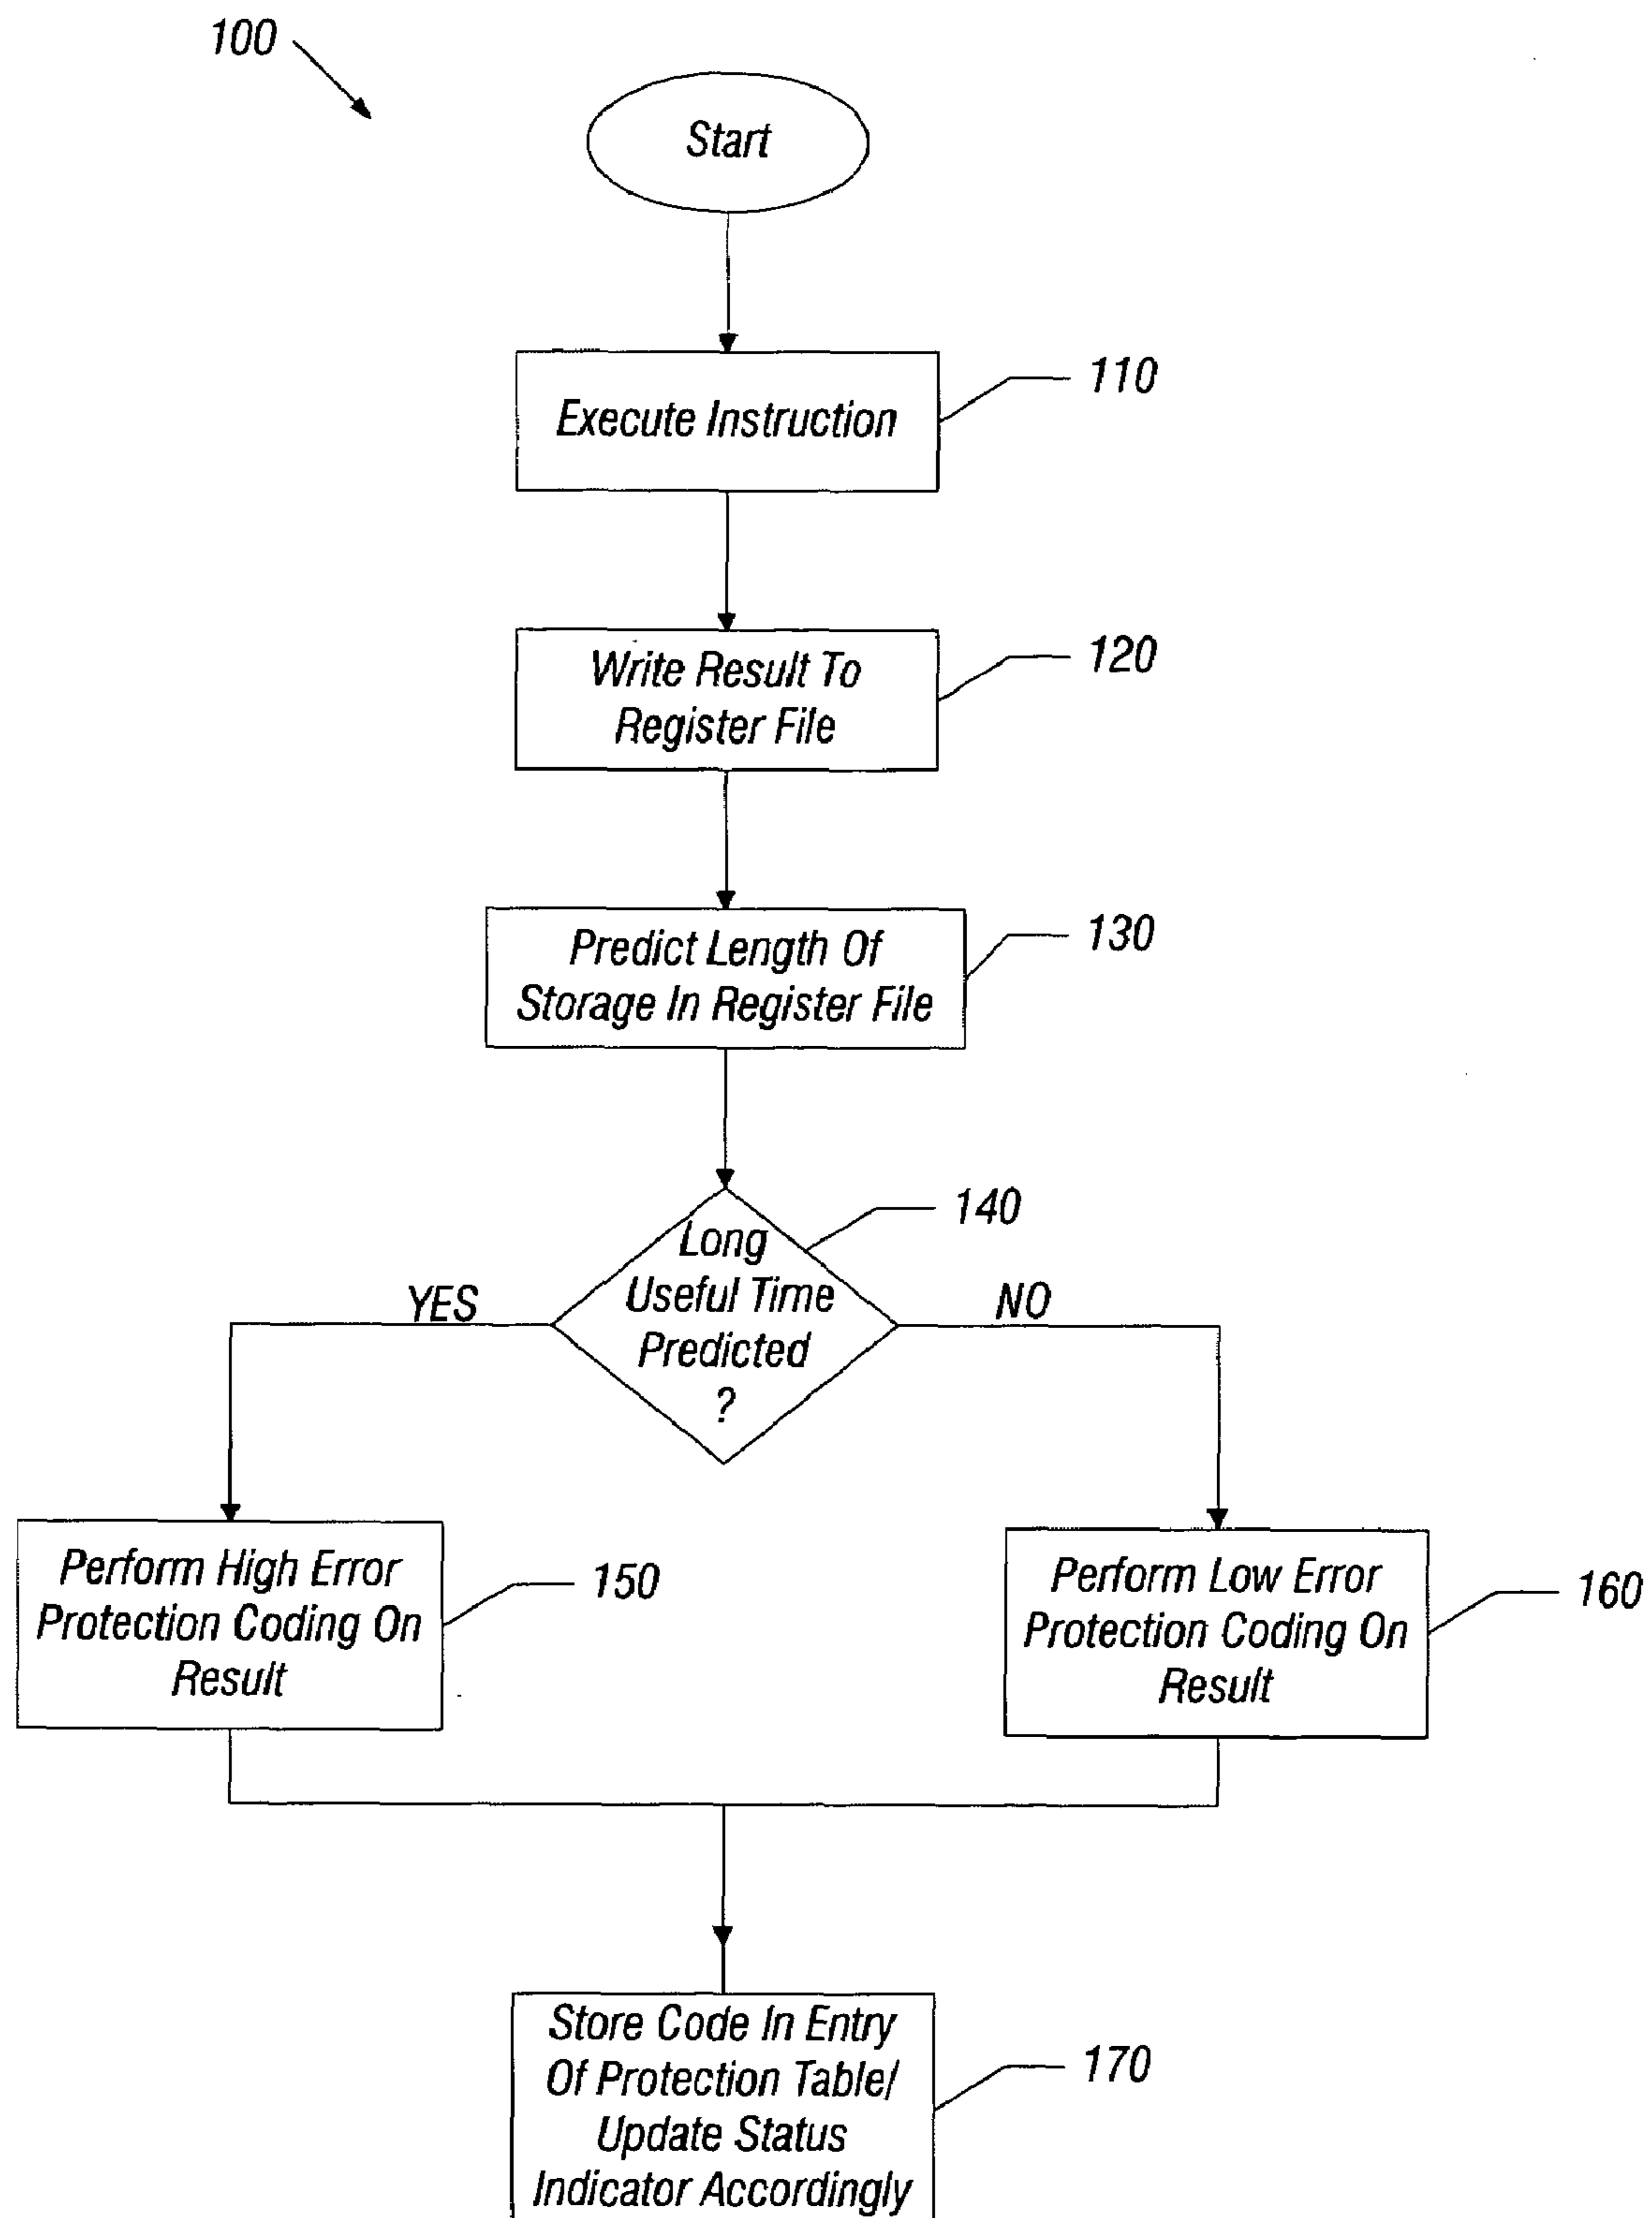 100
Start
110
Execute Instruction
120
Write Result To
Register File
130
Predict Length Of
Storage In Register File
140
Long
Useful Time
Predicted
?
YES
NO
150
Perform High Error
Protection Coding On
Result
160
Perform Low Error
Protection Coding On
Result
170
Store Code In Entry
Of Protection Table/
Update Status
Indicator Accordingly